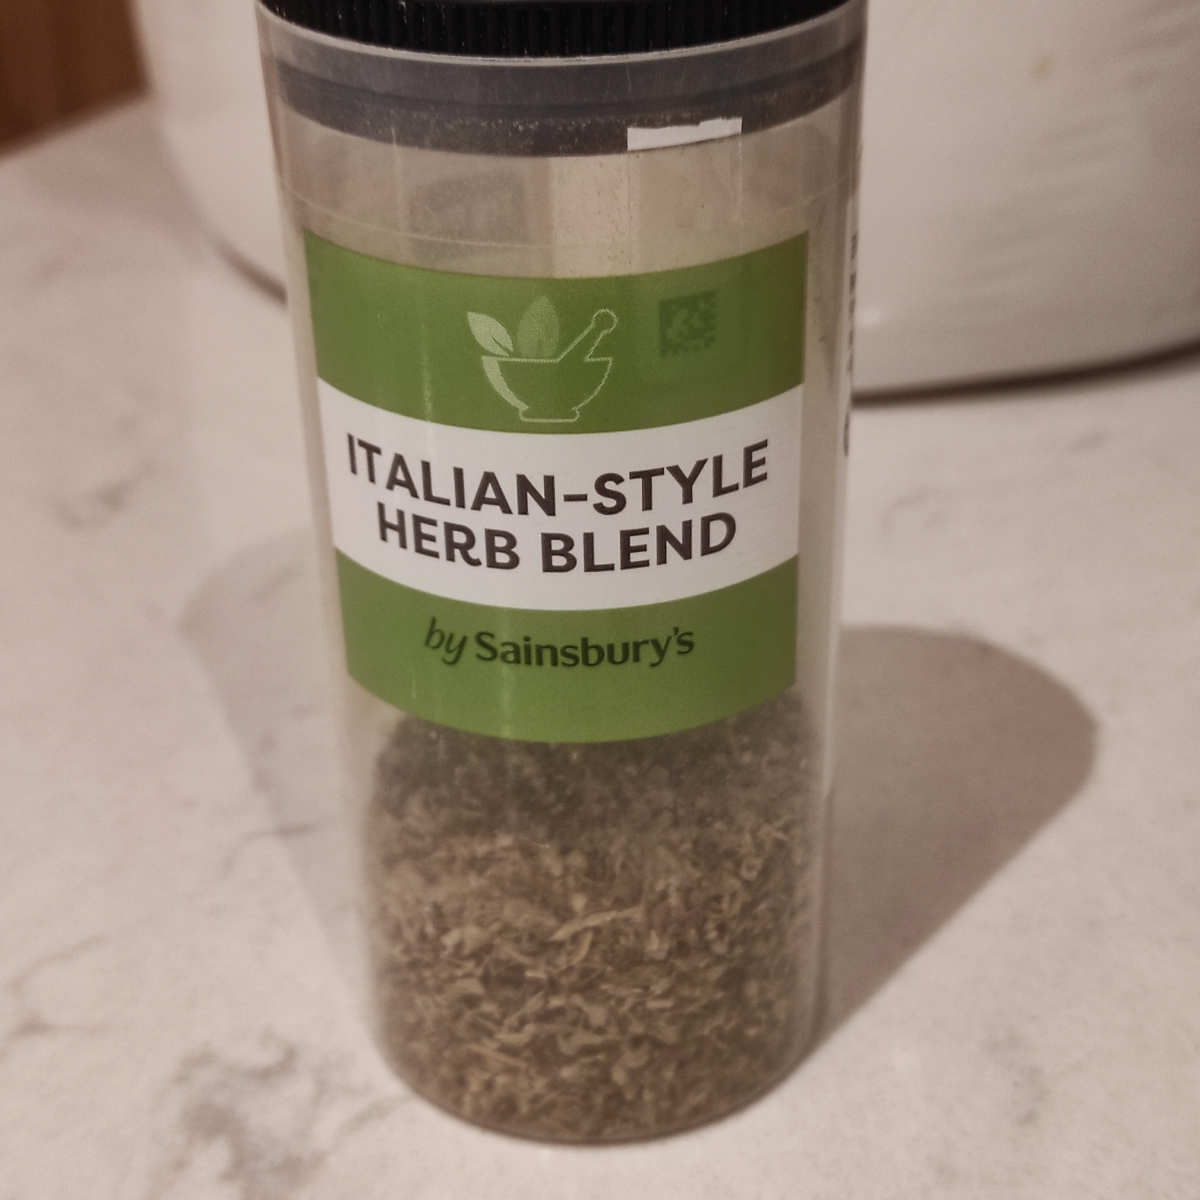 ITALIAN-STYLE
HERB BLEND
by Sainsbury's